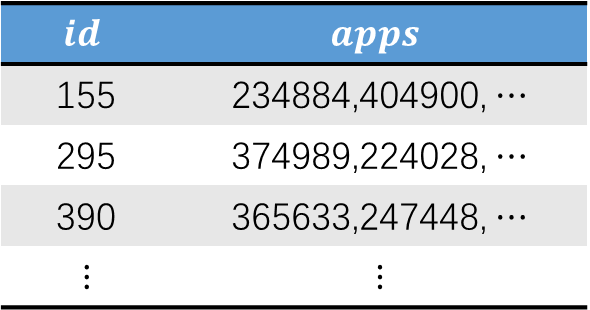 id apps
155 234884,404900, ⋯
295 374989,224028, ⋯
390 365633,247448, ⋯
⋮ ⋮